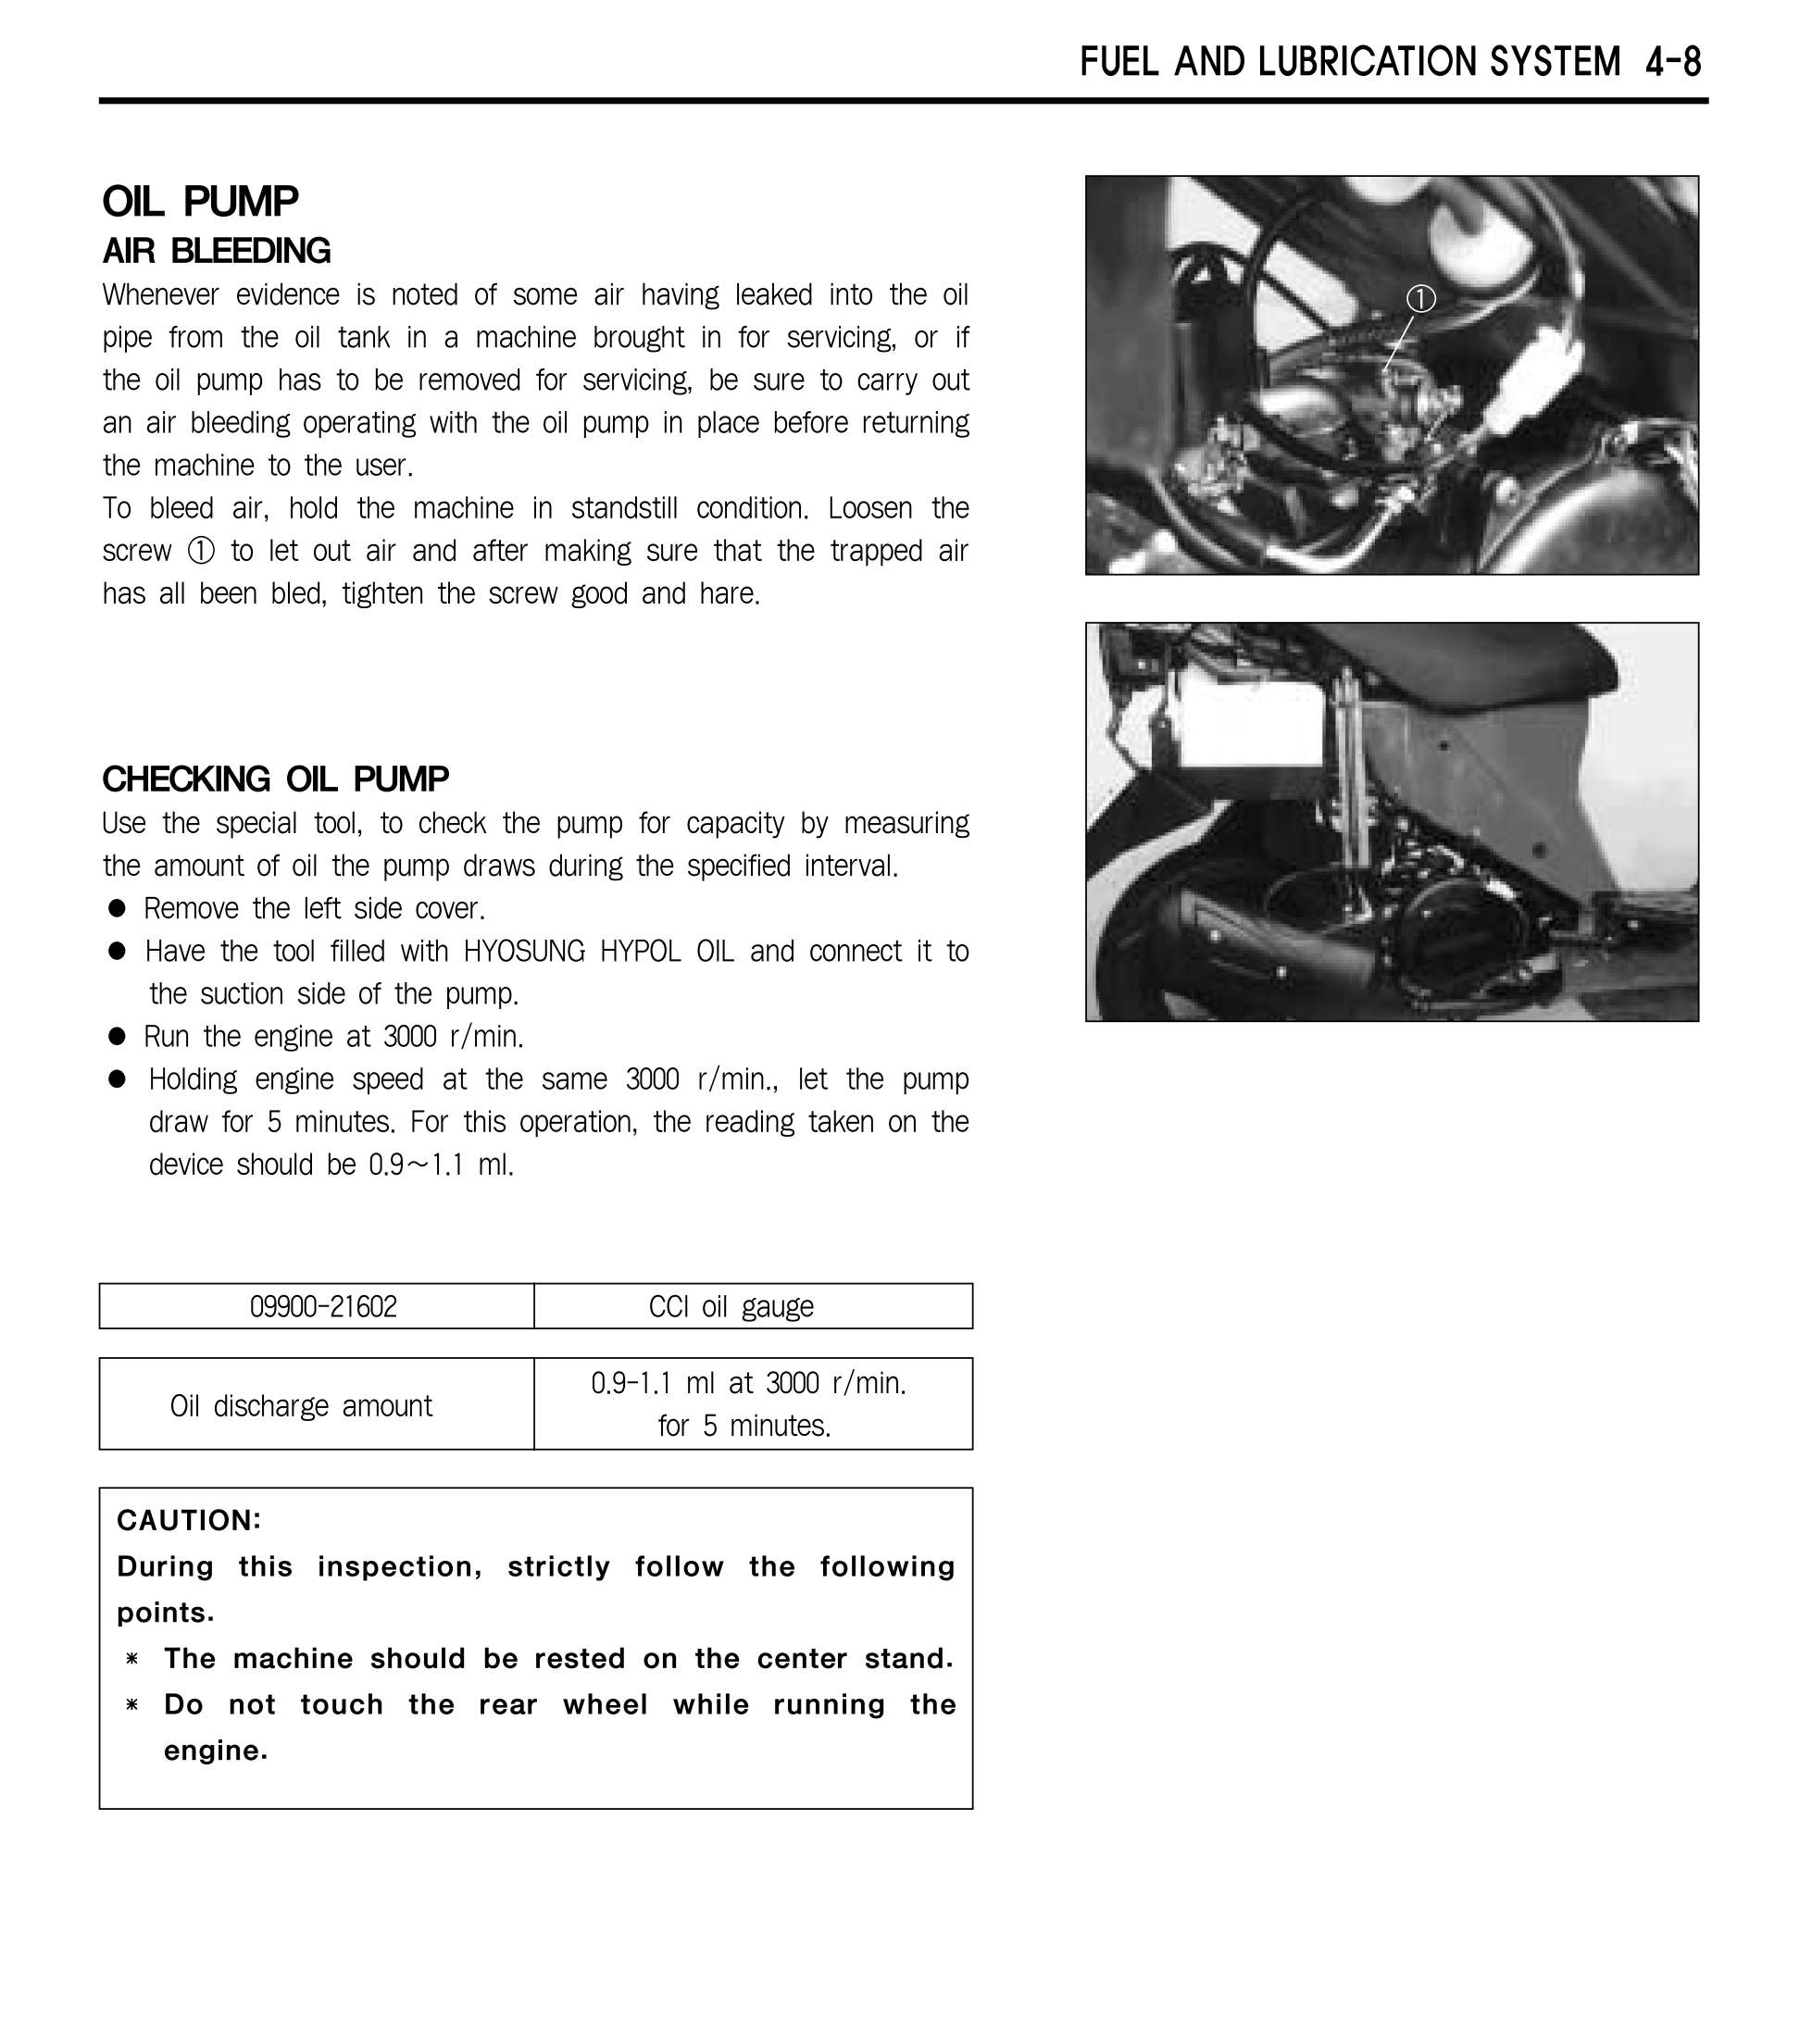 FUEL AND LUBRICATION SYSTEM 4-8
OIL PUMP
AIR BLEEDING
Whenever evidence is noted of some air having leaked into the oil
pipe from the oil tank in a machine brought in for servicing, or if
the oil pump has to be removed for servicing, be sure to carry out
an air bleeding operating with the oil pump in place before returning
the machine to the user.
To bleed air, hold the machine in standstill condition. Loosen the
screw ① to let out air and after making sure that the trapped air
has all been bled, tighten the screw good and hare.
①
CHECKING OIL PUMP
Use the special tool, to check the pump for capacity by measuring
the amount of oil the pump draws during the specified interval.
● Remove the left side cover.
● Have the tool filled with HYOSUNG HYPOL OIL and connect it to
the suction side of the pump.
● Run the engine at 3000 r/min.
● Holding engine speed at the same 3000 r/min., let the pump
draw for 5 minutes. For this operation, the reading taken on the
device should be 0.9~1.1 ml.
09900-21602 CCI oil gauge
Oil discharge amount
0.9-1.1 ml at 3000 r/min.
for 5 minutes.
CAUTION:
During this inspection, strictly follow the following
points.
※ The machine should be rested on the center stand.
※ Do not touch the rear wheel while running the
engine.